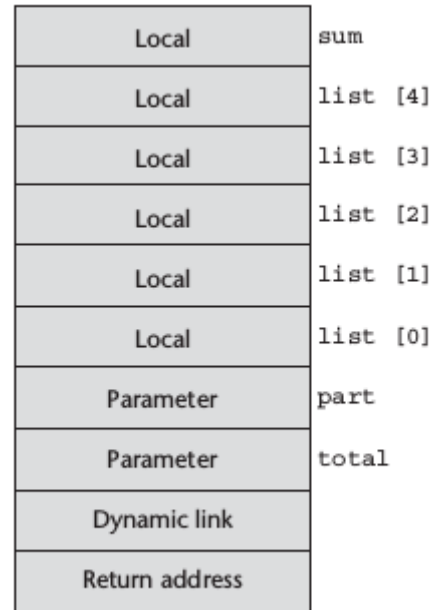 Local sum
Local list [4]
Local list [3]
Local list [2]
Local list [1]
Local list [0]
Parameter part
Parameter total
Dynamic link
Return address